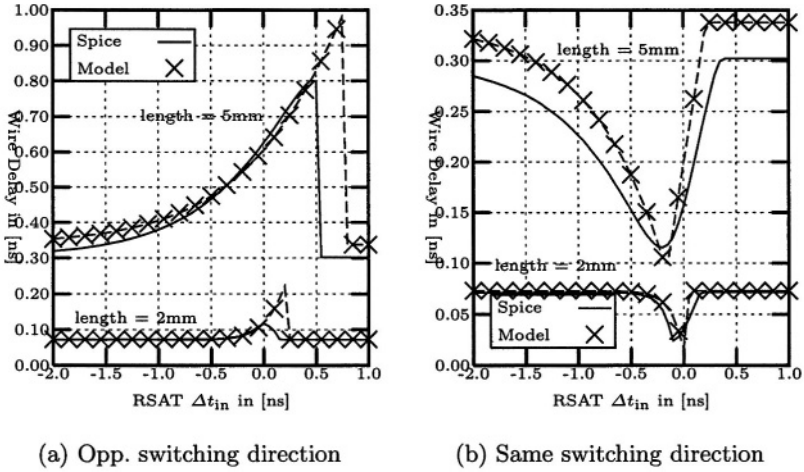 1.00
0.90
0.80
0.70
0.60
0.50
0.40
0.30
0.20
0.10
0.00
Wire Delay in [ns]
Spice
Model
length = 5mm
length = 2mm
-2.0 -1.5 -1.0 -0.5 0.0 0.5 1.0
RSAT Δt_in in [ns]
(a) Opp. switching direction
0.35
0.30
0.25
0.20
0.15
0.10
0.05
0.00
Wire Delay in [ns]
length = 5mm
length = 2mm
Spice
Model
-2.0 -1.5 -1.0 -0.5 0.0 0.5 1.0
RSAT Δt_in in [ns]
(b) Same switching direction